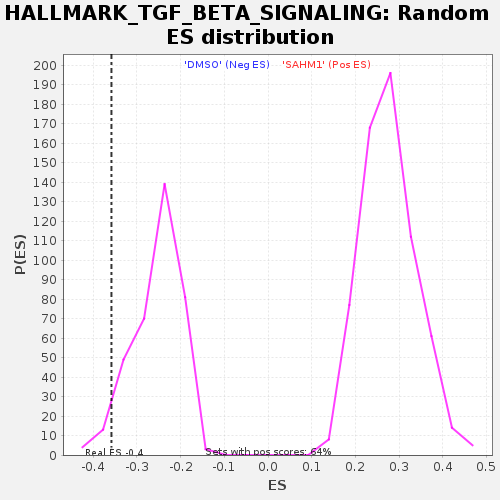 HALLMARK_TGF_BETA_SIGNALING: Random
ES distribution
'DMSO' (Neg ES) 'SAHM1' (Pos ES)
200
190
180
170
160
150
140
130
120
110
100
90
80
70
60
50
40
30
20
10
0
P(ES)
Real ES -0.4
Sets with pos scores: 64%
-0.4 -0.3 -0.2 -0.1 0.0 0.1 0.2 0.3 0.4 0.5
ES